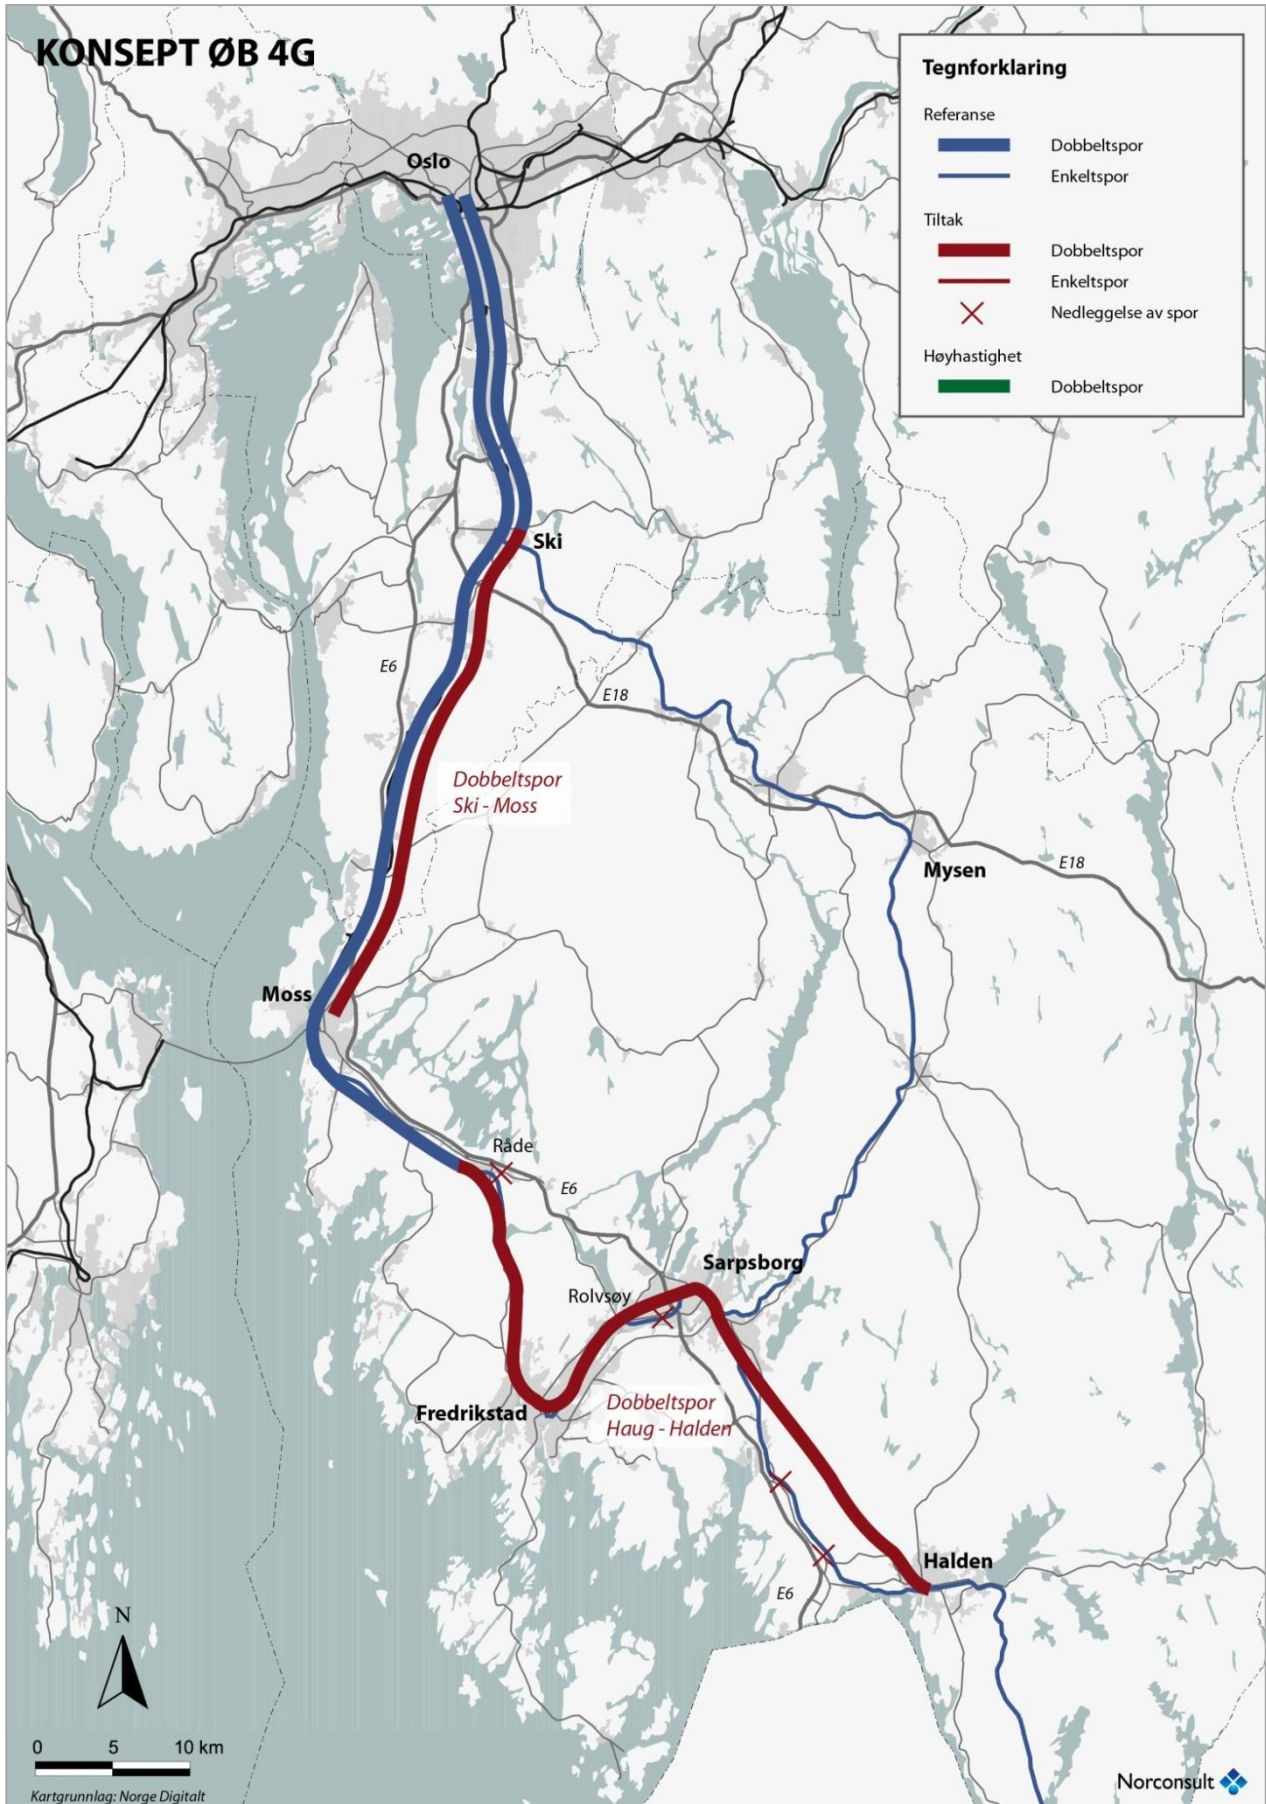 KONSEPT ØB 4G
Tegnforklaring
Referanse
Dobbeltspor
Enkeltspor
Tiltak
Dobbeltspor
Enkeltspor
Nedleggelse av spor
Høyhastighet
Dobbeltspor
Oslo
Ski
E6
E18
Dobbeltspor
Ski - Moss
Mysen
E18
Moss
Råde
E6
Sarpsborg
Rolvsøy
Dobbeltspor
Haug - Halden
Fredrikstad
Halden
E6
N
0 5 10 km
Kartgrunnlag: Norge Digitalt
Norconsult